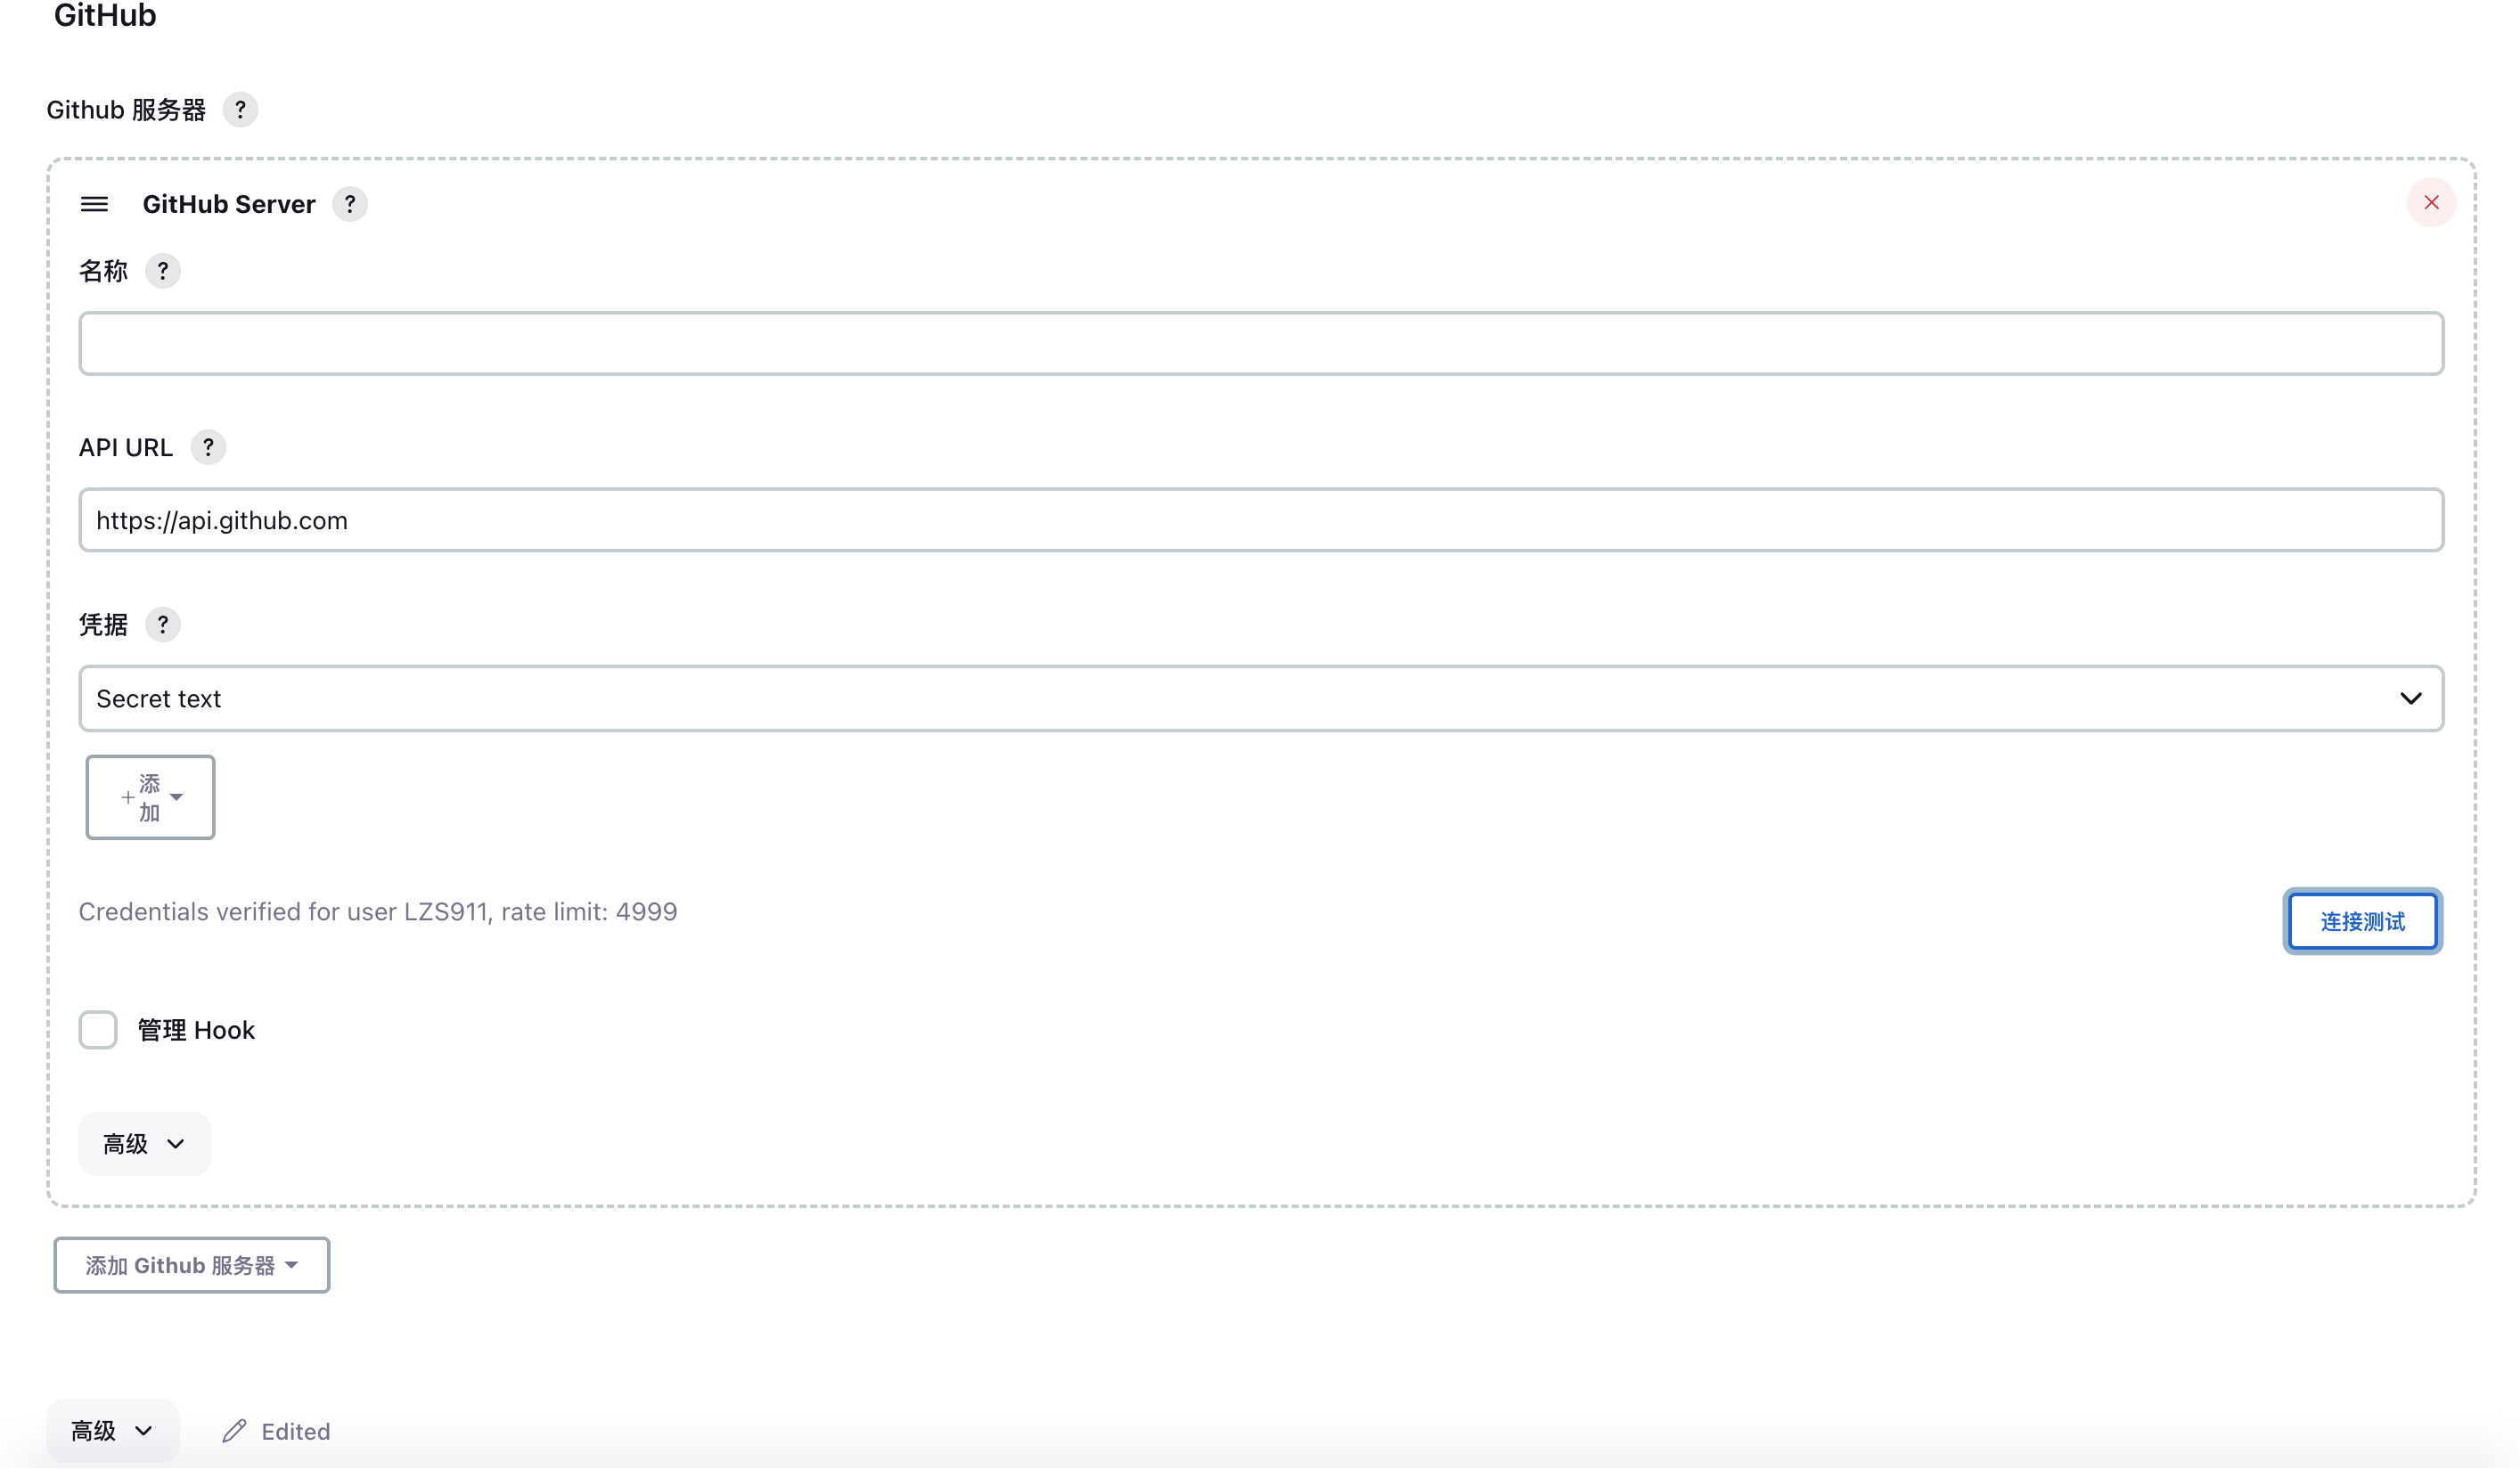 GitHub
Github 服务器 ?
GitHub Server ?
名称 ?
API URL ?
https://api.github.com
凭据 ?
Secret text
添
加
Credentials verified for user LZS911, rate limit: 4999
连接测试
管理 Hook
高级
添加 Github 服务器
高级 Edited